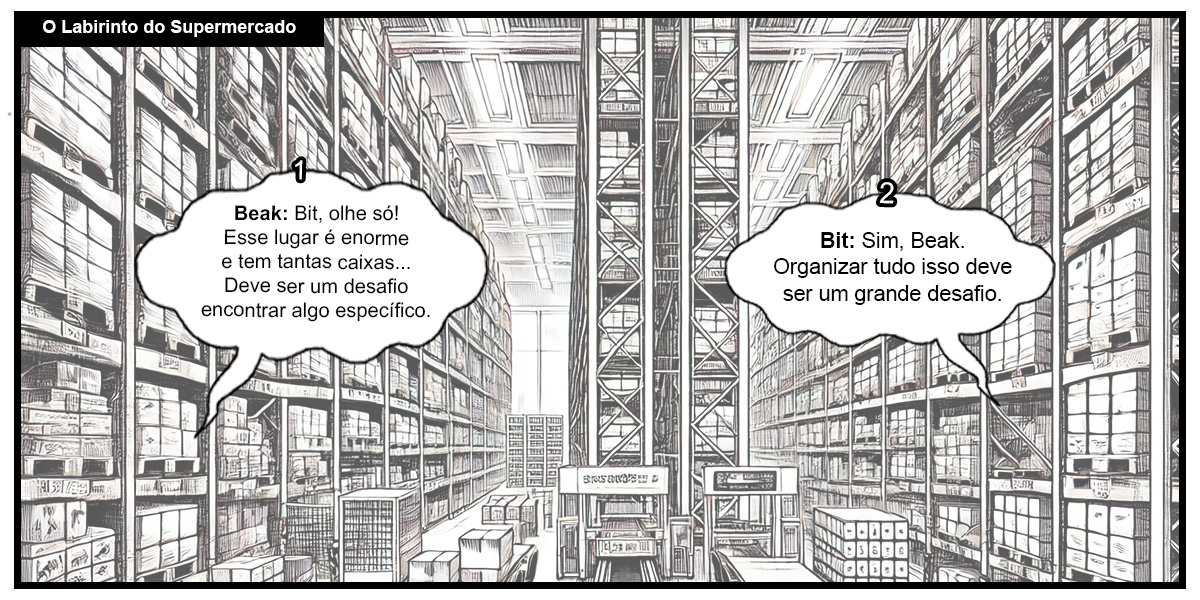 O Labirinto do Supermercado
1
Beak: Bit, olhe só!
Esse lugar é enorme
e tem tantas caixas...
Deve ser um desafio
encontrar algo específico.
2
Bit: Sim, Beak.
Organizar tudo isso deve
ser um grande desafio.